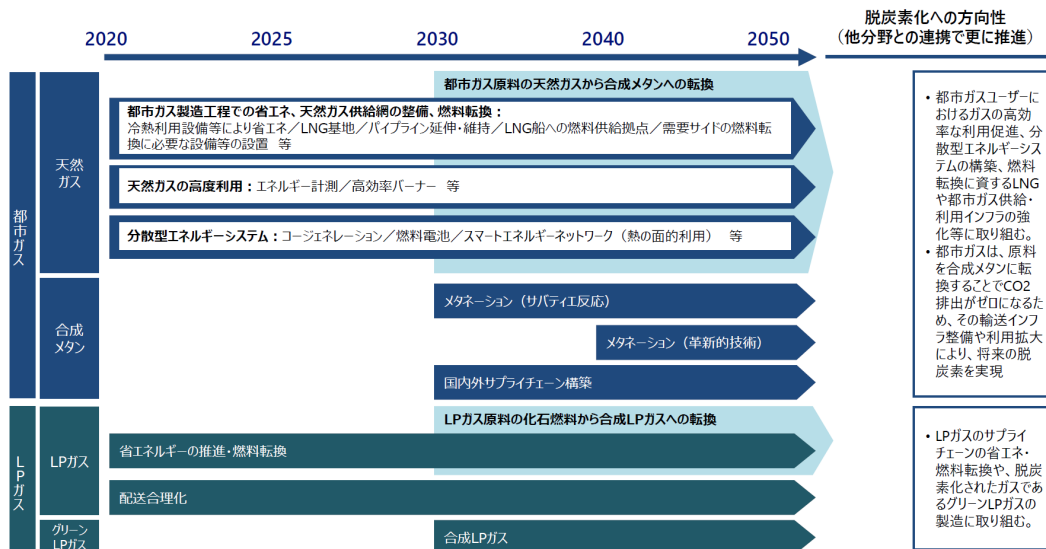 脱炭素化への方向性
（他分野との連携で更に推進）
2020
2025
2030
2040
2050
都市ガス
天然
ガス
都市ガス原料の天然ガスから合成メタンへの転換
都市ガス製造工程での省エネ、天然ガス供給網の整備、燃料転換：
冷熱利用設備等により省エネ／LNG基地／パイプライン延伸・維持／LNG船への燃料供給拠点／需要サイドの燃料転
換に必要な設備等の設置　等
天然ガスの高度利用：エネルギー計測／高効率バーナー　等
分散型エネルギーシステム：コージェネレーション／燃料電池／スマートエネルギーネットワーク（熱の面的利用）　等
合成
メタン
メタネーション（サバティエ反応）
メタネーション（革新的技術）
国内外サプライチェーン構築
• 都市ガスユーザーに
おけるガスの高効
率な利用促進、分
散型エネルギーシス
テムの構築、燃料
転換に資するLNG
や都市ガス供給・
利用インフラの強
化等に取り組む。
• 都市ガスは、原料
を合成メタンに転
換することでCO2
排出がゼロになるた
め、その輸送インフ
ラ整備や利用拡大
により、将来の脱
炭素を実現
LPガス
LPガス
LPガス原料の化石燃料から合成LPガスへの転換
省エネルギーの推進・燃料転換
配送合理化
グリーン
LPガス
合成LPガス
• LPガスのサプライ
チェーンの省エネ・
燃料転換や、脱炭
素化されたガスであ
るグリーンLPガスの
製造に取り組む。